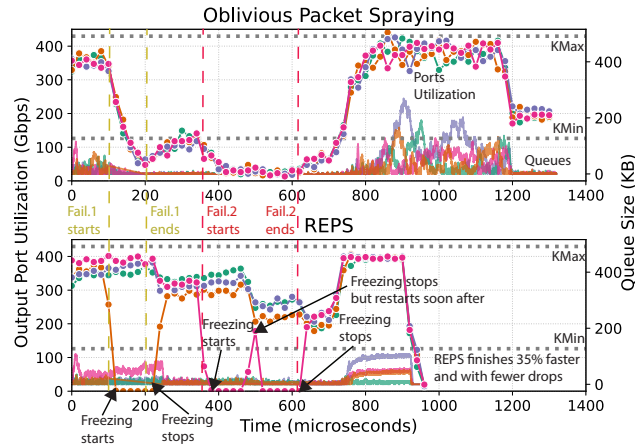 Oblivious Packet Spraying
400
300
200
100
0
KMax
KMin
Ports
Utilization
Queues
400
200
0
0 200 400 600 800 1000 1200 1400
Fail.1
starts
Fail.1
ends
Fail.2
starts
Fail.2
ends
REPS
Output Port Utilization (Gbps)
Queue Size (KB)
400
300
200
100
0
KMax
KMin
400
200
0
Freezing stops
but restarts soon after
Freezing
starts
Freezing
stops
REPS finishes 35% faster
and with fewer drops
0 200 400 600 800 1000 1200 1400
Freezing
starts
Freezing
stops
Time (microseconds)